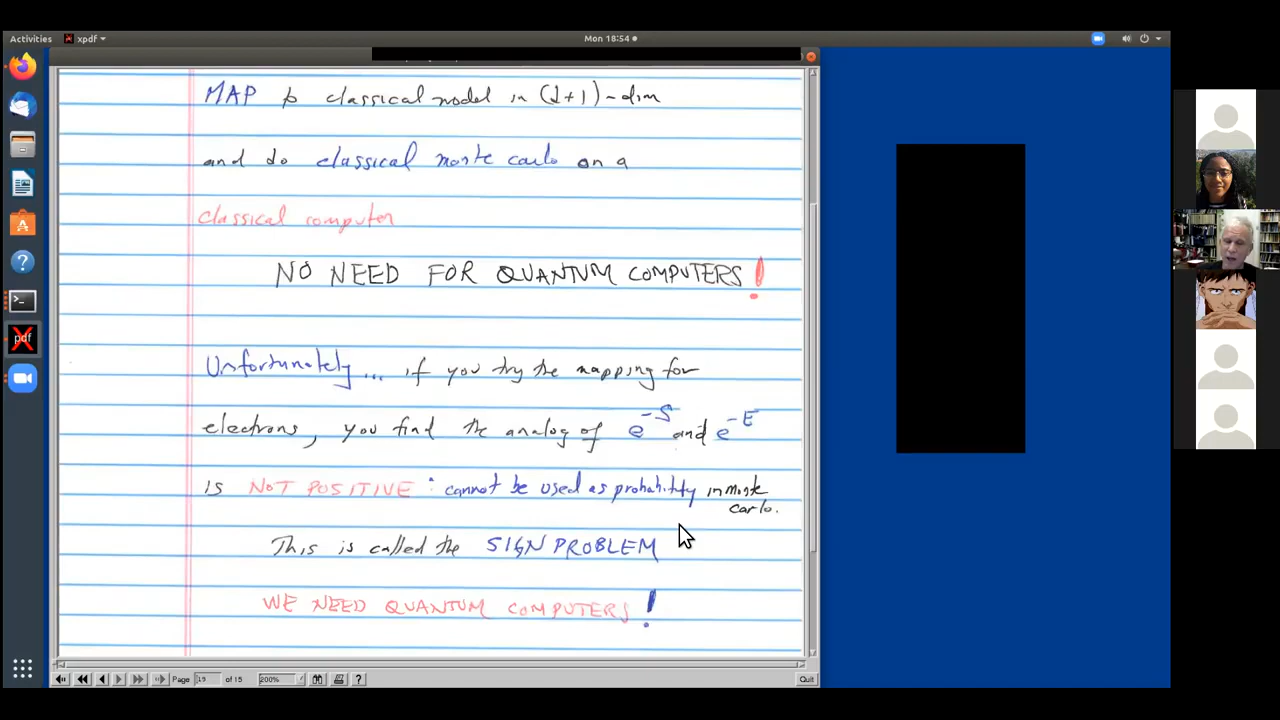 Activities xpdf Mon 18:54
MAP to classical model in (d+1)-dim
and do classical monte carlo on a
classical computer
NO NEED FOR QUANTUM COMPUTERS!
Unfortunately... if you try the mapping for
electrons, you find the analog of e^-S and e^-E
is NOT POSITIVE : cannot be used as probability in monte
carlo.
This is called the SIGN PROBLEM
WE NEED QUANTUM COMPUTERS!
pdf
Page 19 of 15 200% ? Quit